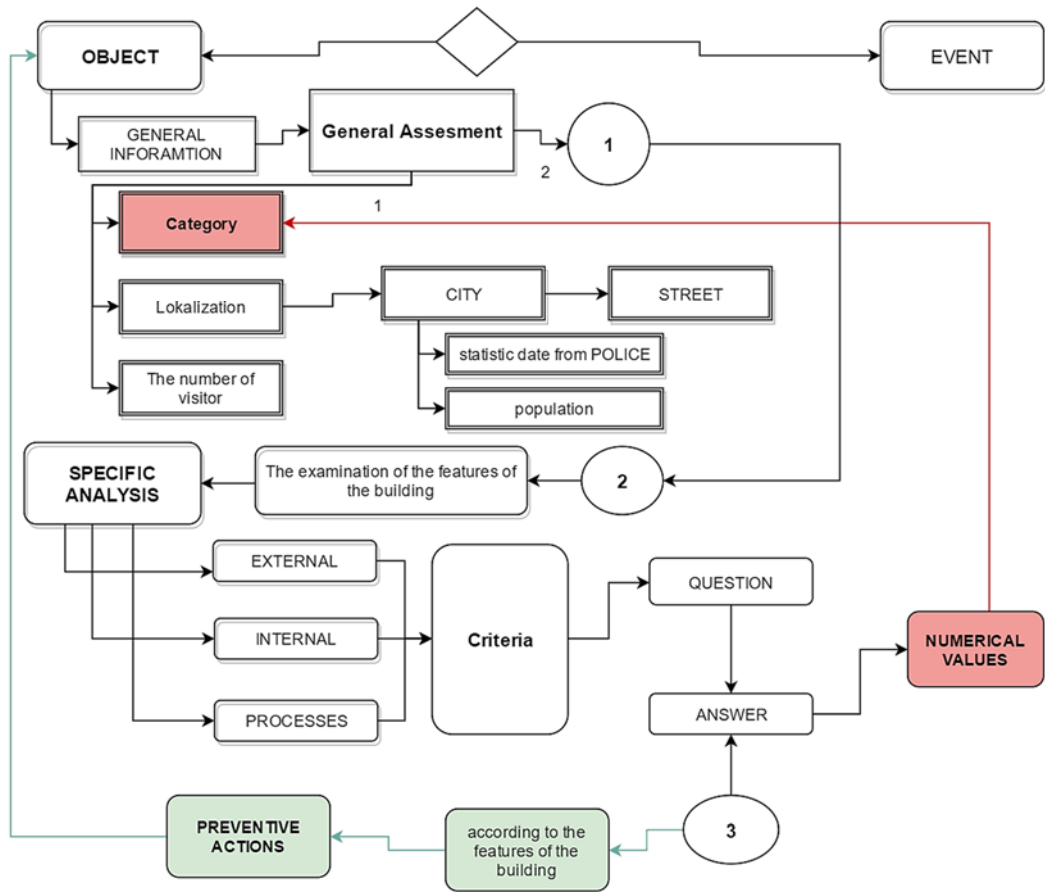 OBJECT
EVENT
GENERAL
INFORAMTION
General Assesment
1
2
1
Category
Lokalization
CITY
STREET
statistic date from POLICE
The number of
visitor
population
SPECIFIC
ANALYSIS
The examination of the features of
the building
2
EXTERNAL
QUESTION
INTERNAL
Criteria
NUMERICAL
VALUES
PROCESSES
ANSWER
PREVENTIVE
ACTIONS
according to the
features of the
building
3